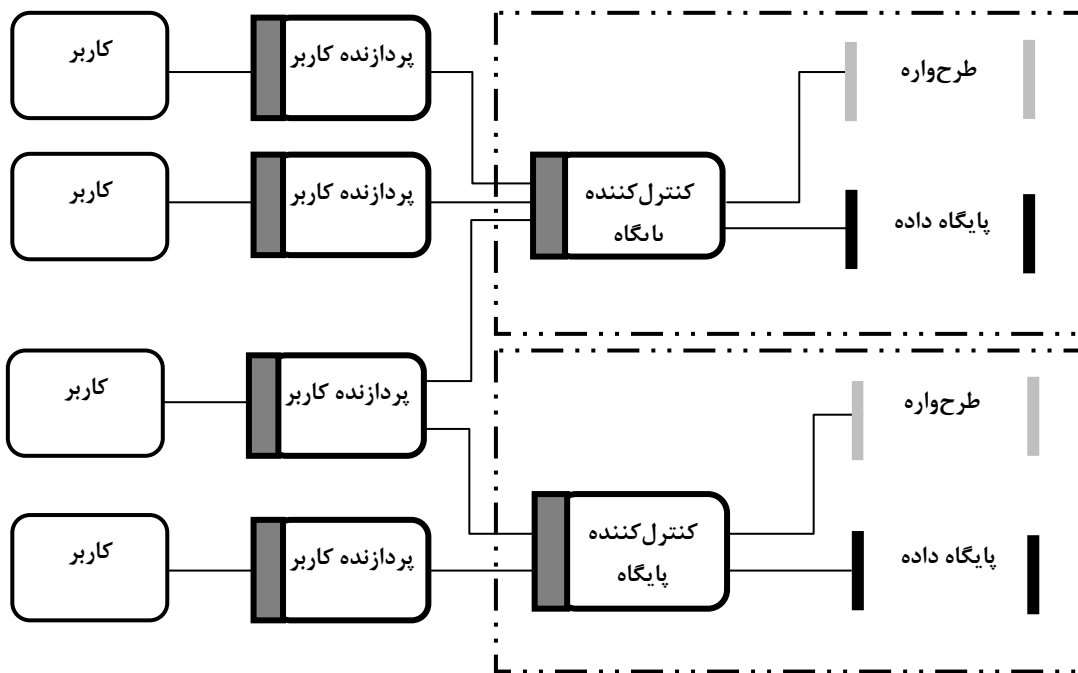 کاربر
پردازنده کاربر
طرح‌واره
کاربر
پردازنده کاربر
کنترل‌کننده
پایگاه
پایگاه داده
کاربر
پردازنده کاربر
طرح‌واره
کاربر
پردازنده کاربر
کنترل‌کننده
پایگاه
پایگاه داده